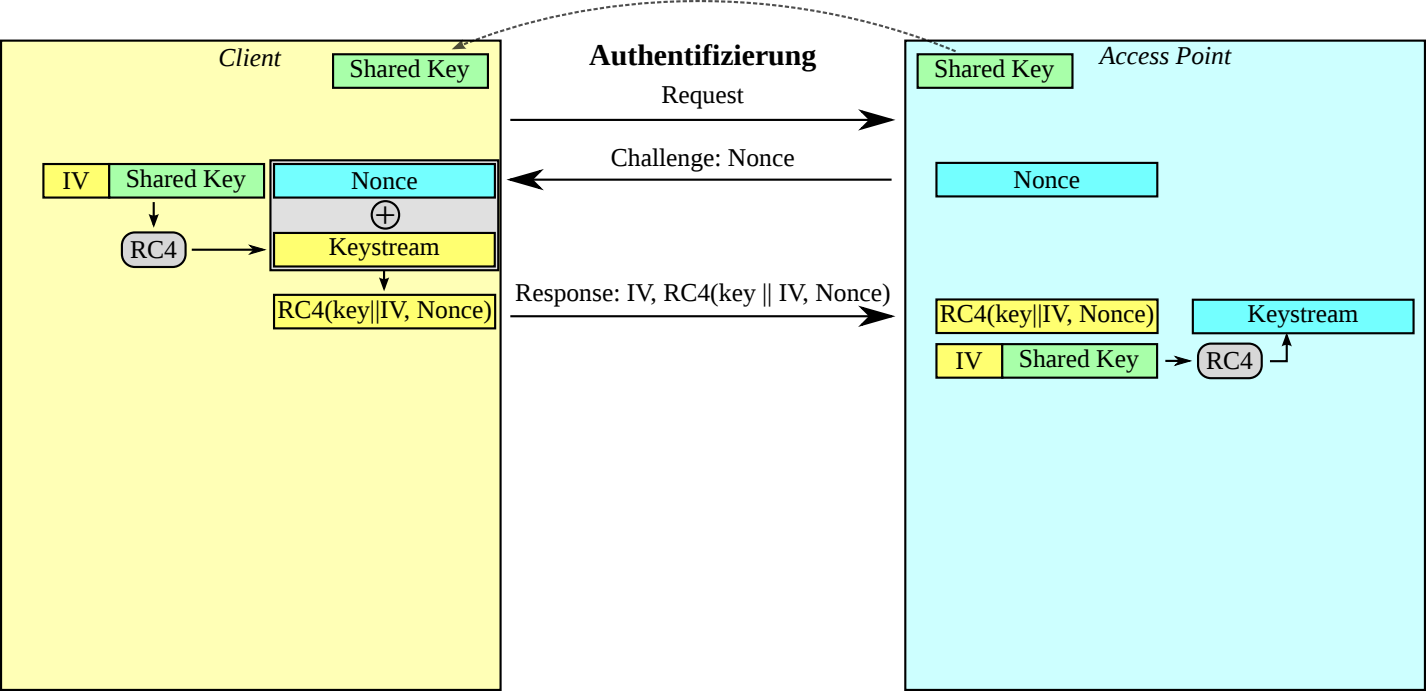 Client
Shared Key
Authentifizierung
Shared Key
Access Point
Request
Challenge: Nonce
IV
Shared Key
Nonce
Nonce
RC4
Keystream
RC4(key||IV, Nonce)
Response: IV, RC4(key || IV, Nonce)
RC4(key||IV, Nonce)
Keystream
IV
Shared Key
RC4